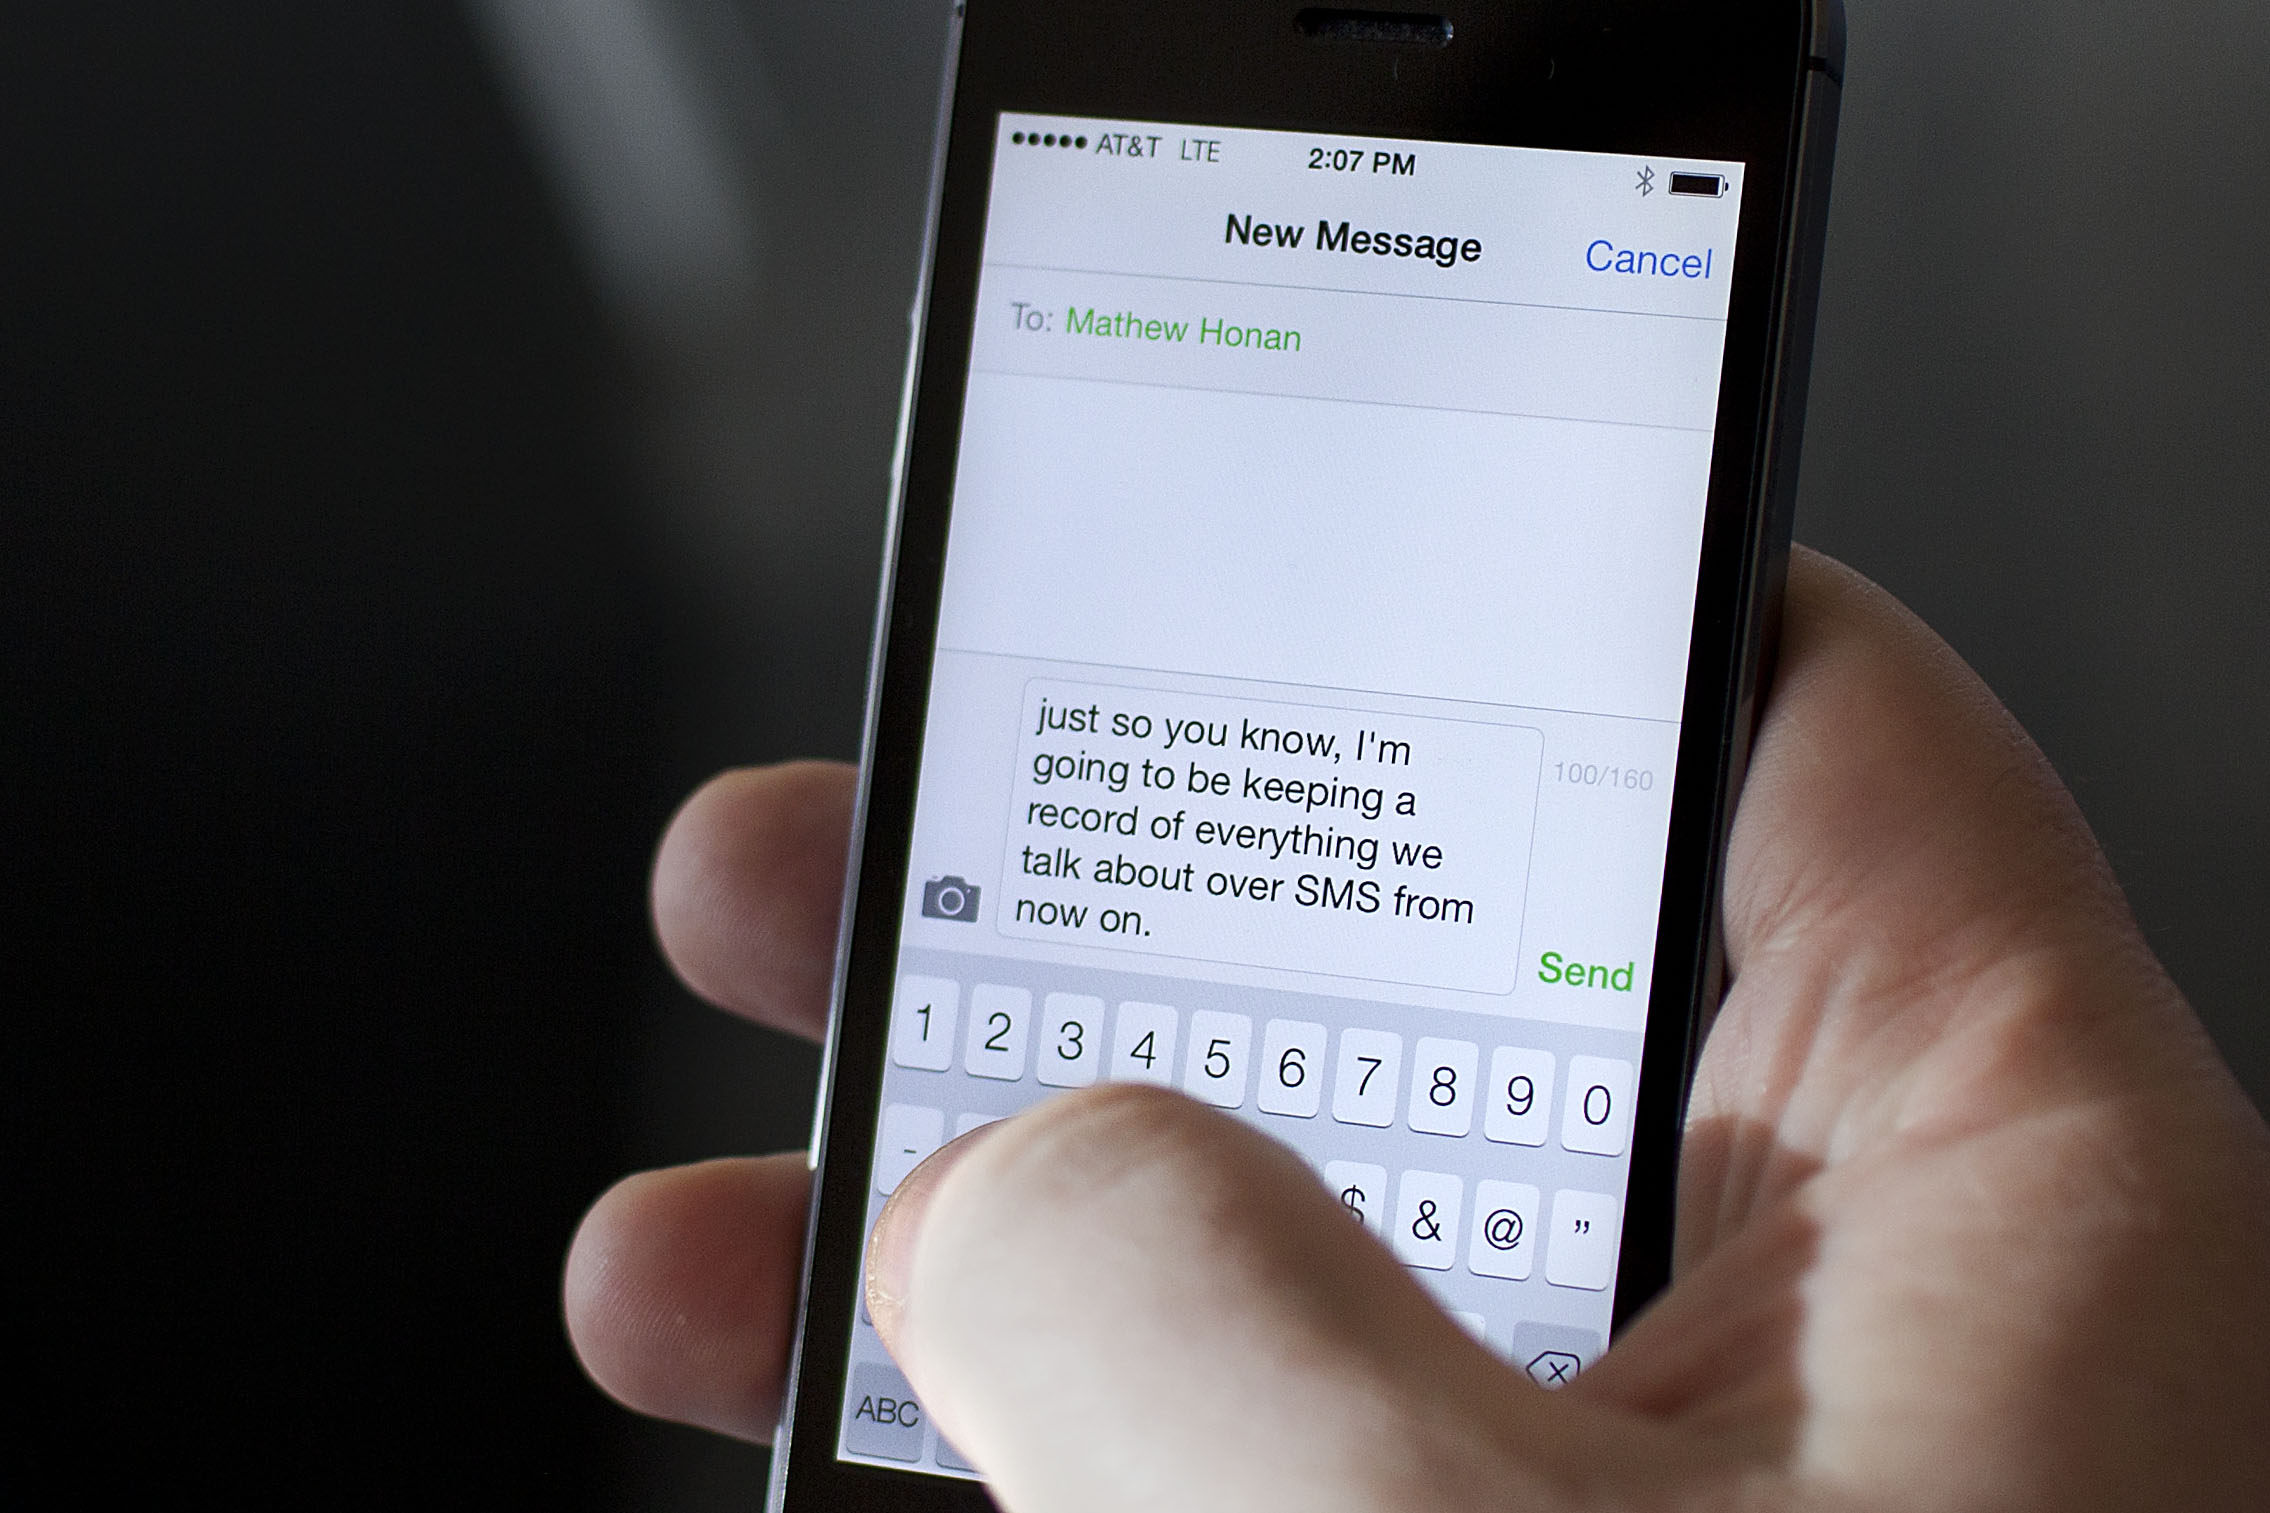 AT&T LTE 2:07 PM
New Message Cancel
To: Mathew Honan
just so you know, I'm
going to be keeping a
record of everything we
talk about over SMS from
now on.
100/160
Send
1 2 3 4 5 6 7 8 9 0
- $ & @ "
ABC